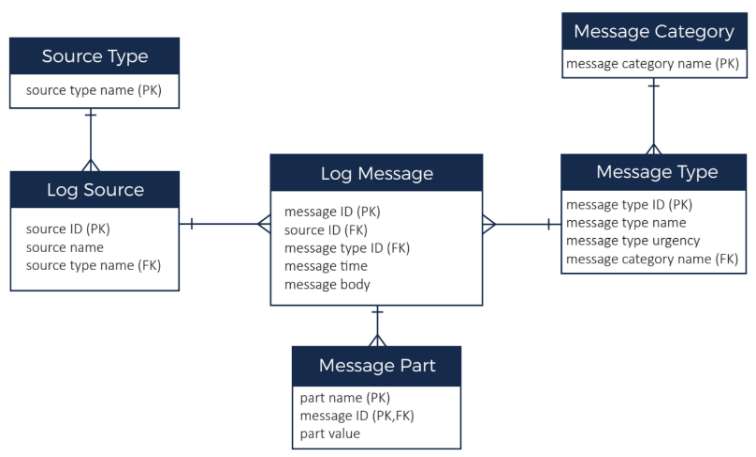 Source Type
source type name (PK)
Message Category
message category name (PK)
Log Source
source ID (PK)
source name
source type name (FK)
Log Message
message ID (PK)
source ID (FK)
message type ID (FK)
message time
message body
Message Type
message type ID (PK)
message type name
message type urgency
message category name (FK)
Message Part
part name (PK)
message ID (PK,FK)
part value